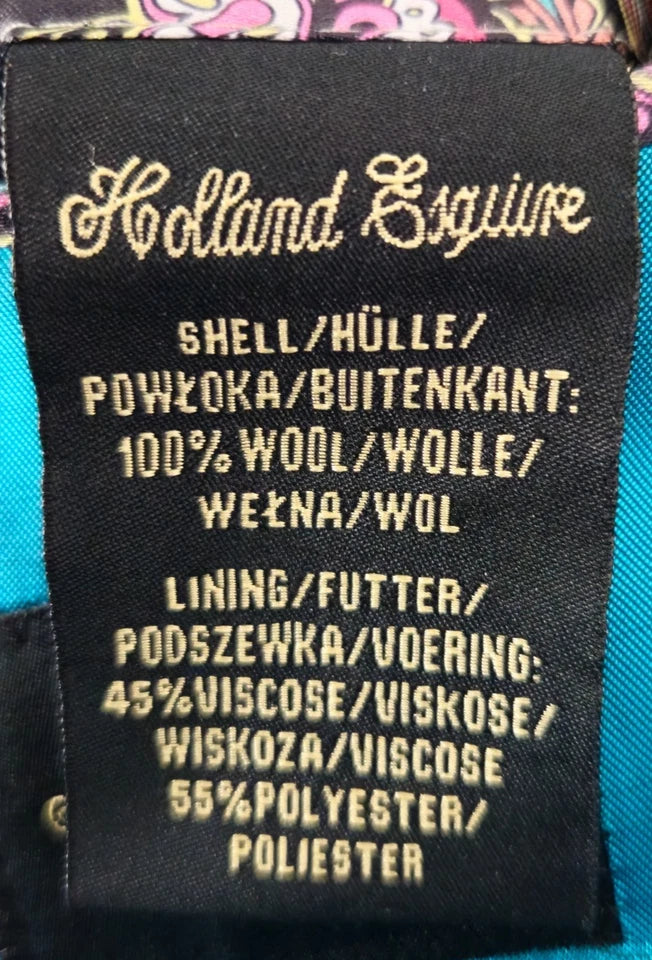 Holland Esquire
SHELL/HÜLLE/
POWŁOKA/BUITENKANT:
100% WOOL/WOLLE/
WEŁNA/WOL
LINING/FUTTER/
PODSZEWKA/VOERING:
45%VISCOSE/VISKOSE/
WISKOZA/VISCOSE
55%POLYESTER/
POLIESTER